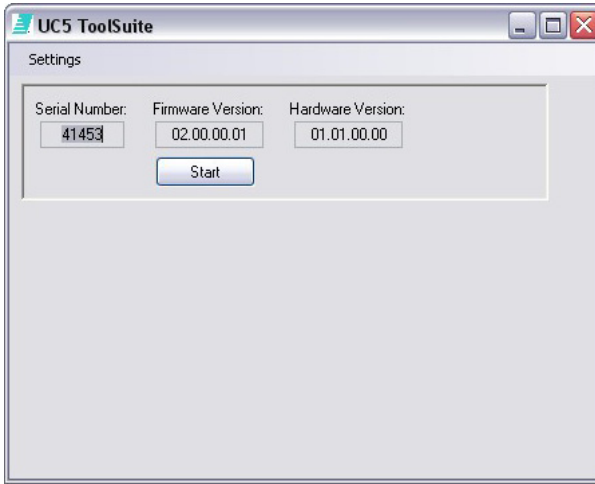 UC5 ToolSuite
Settings
Serial Number: Firmware Version: Hardware Version:
41453 02.00.00.01 01.01.00.00
Start